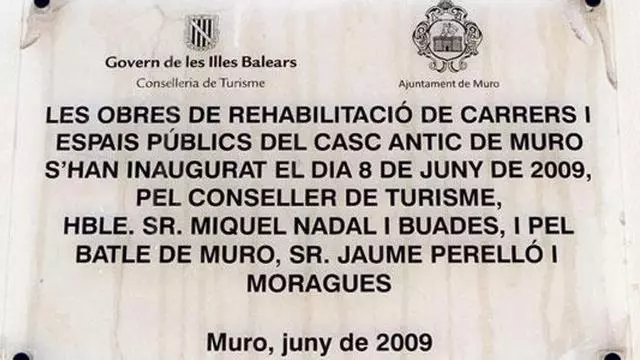 Govern de les Illes Balears
Conselleria de Turisme
Ajuntament de Muro
LES OBRES DE REHABILITACIÓ DE CARRERS I
ESPAIS PÚBLICS DEL CASC ANTIC DE MURO
S'HAN INAUGURAT EL DIA 8 DE JUNY DE 2009,
PEL CONSELLER DE TURISME,
HBLE. SR. MIQUEL NADAL I BUADES, I PEL
BATLE DE MURO, SR. JAUME PERELLÓ I
MORAGUES
Muro, juny de 2009